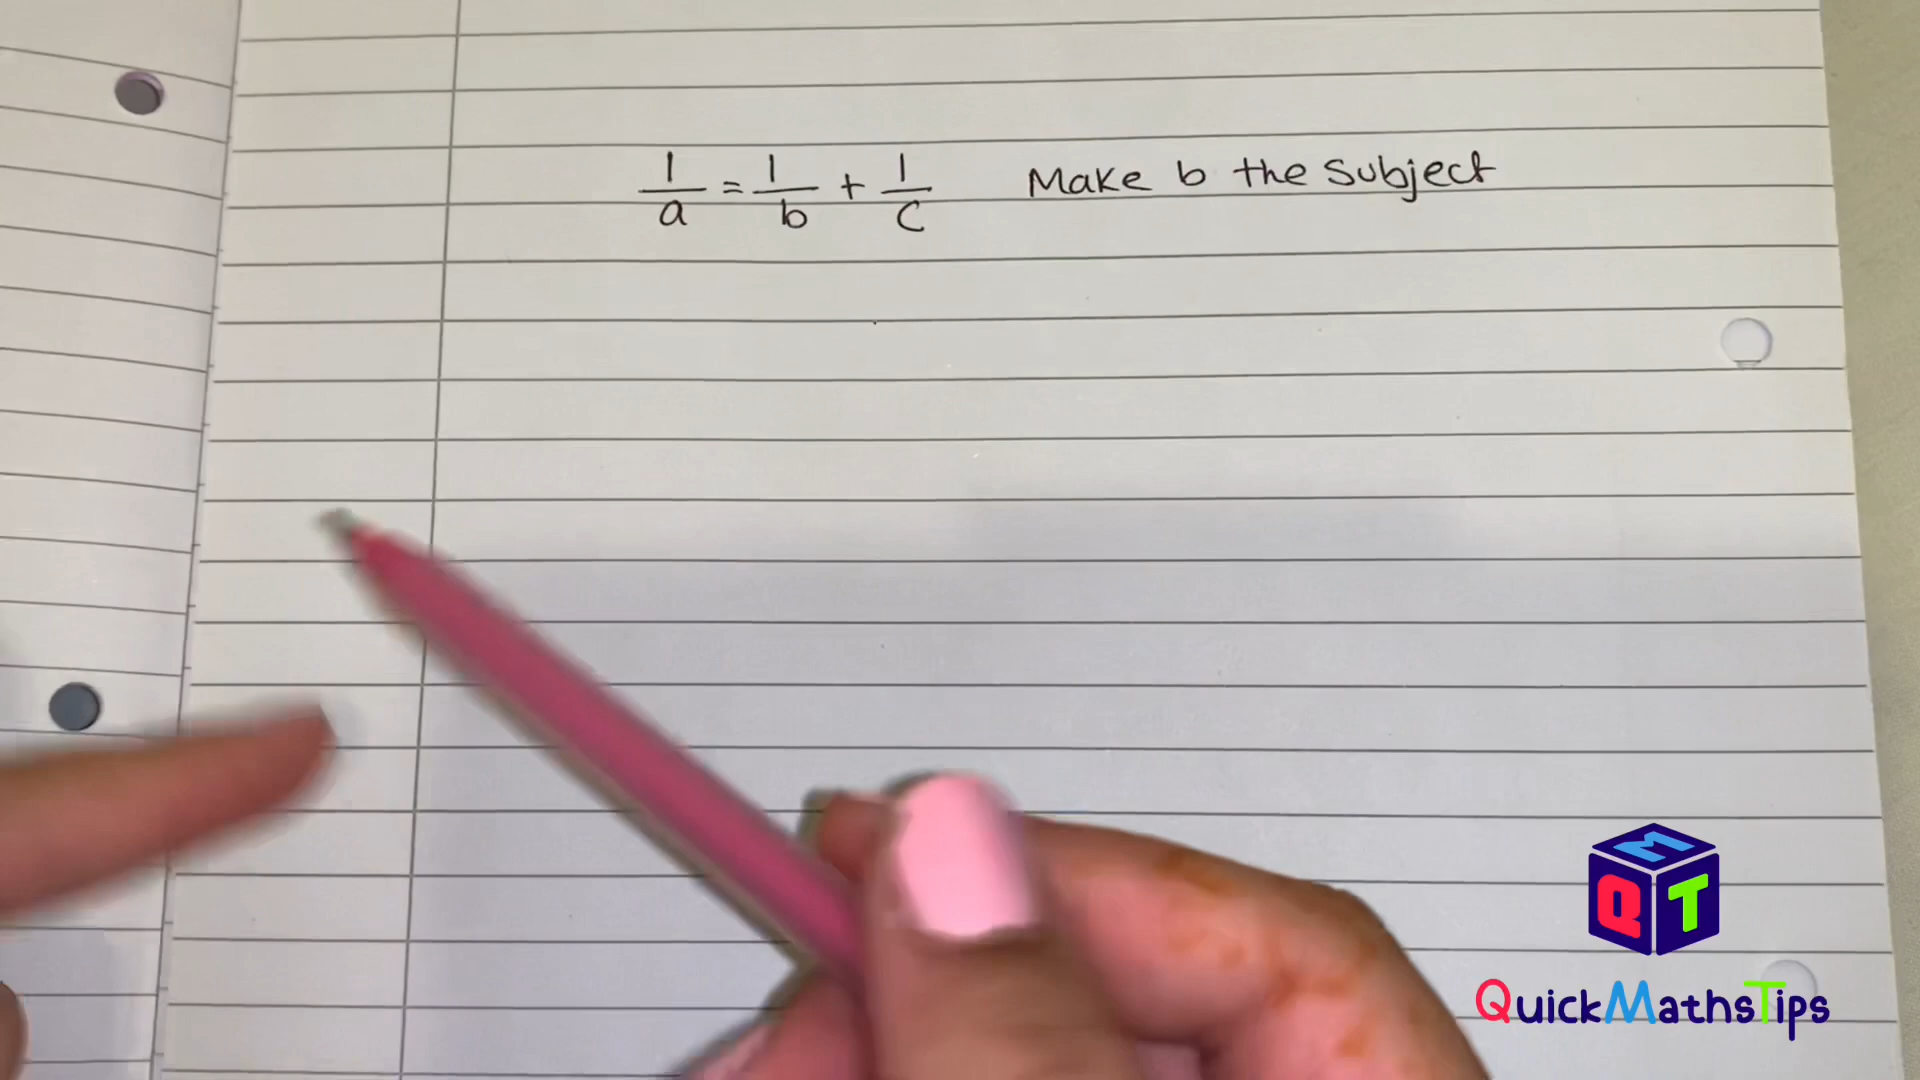 1/a = 1/b + 1/c Make b the subject
M
Q T
QuickMathsTips